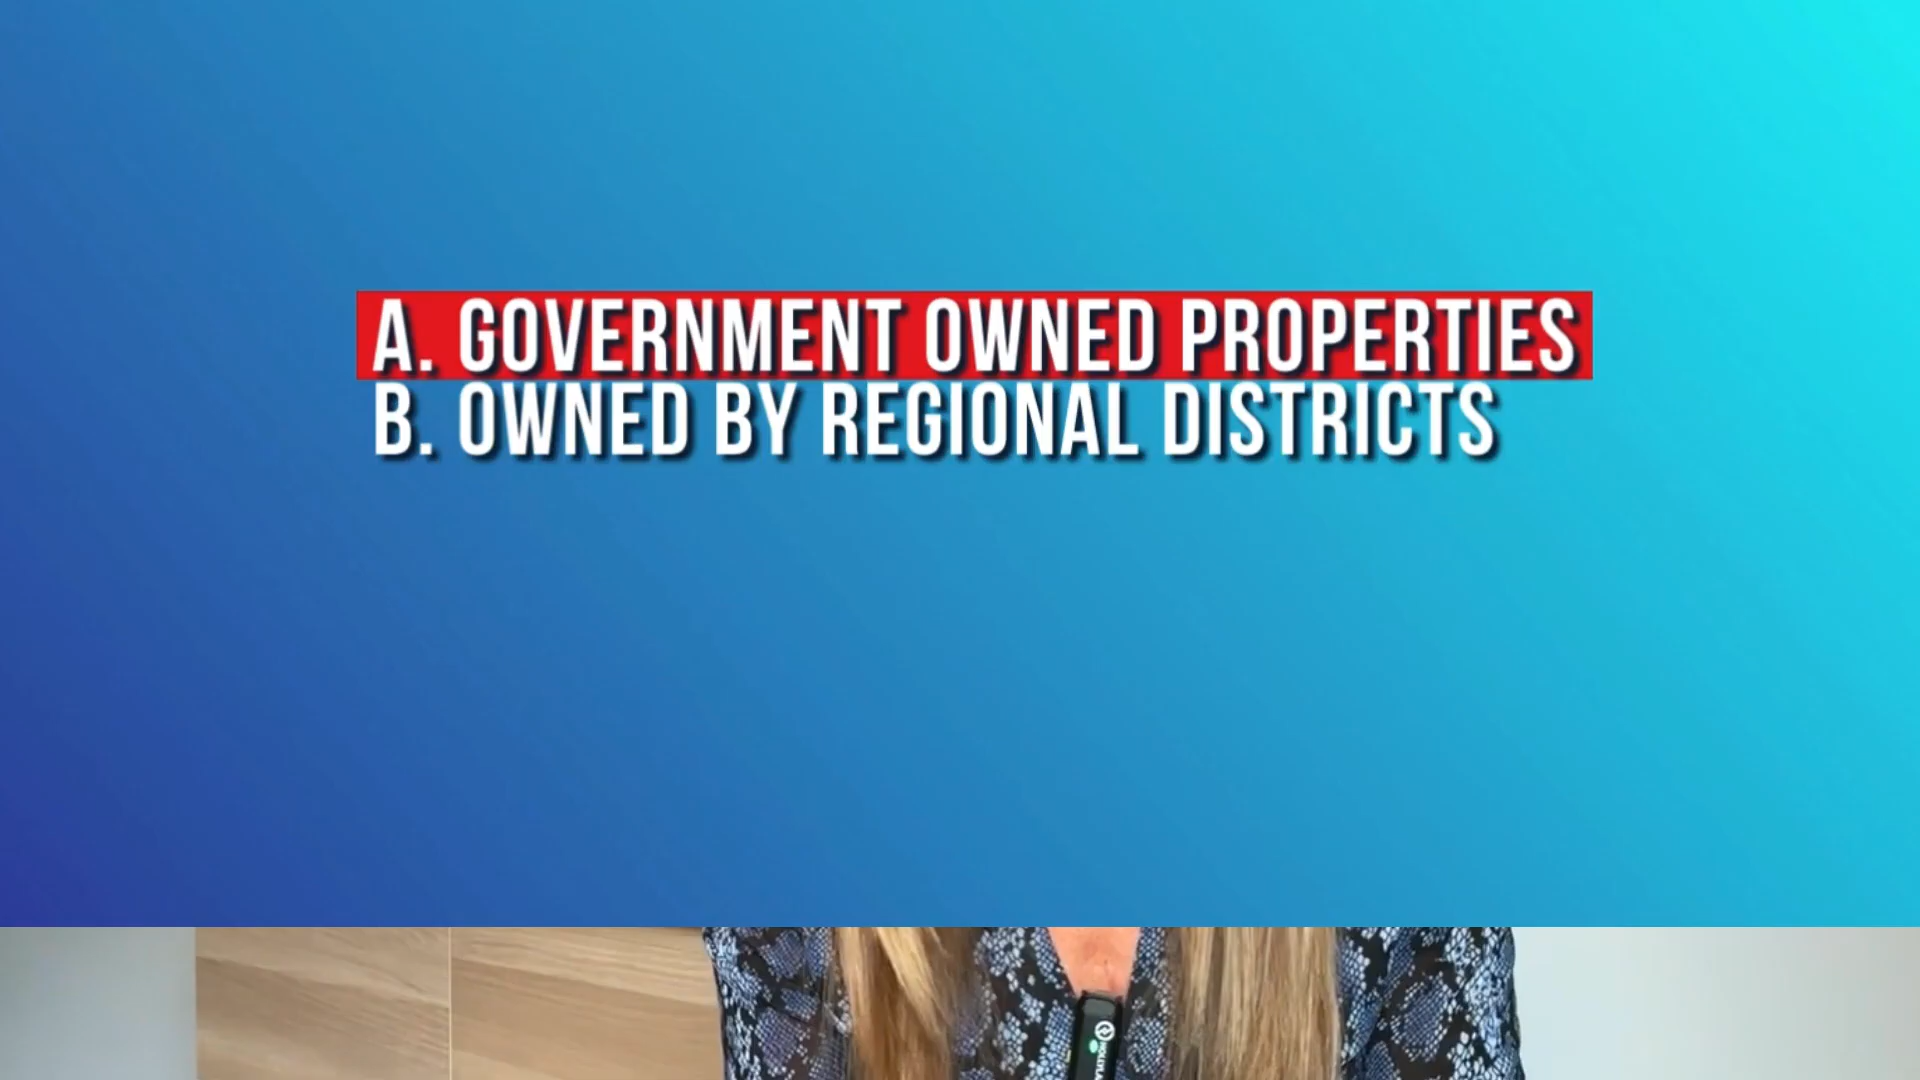 A. GOVERNMENT OWNED PROPERTIES
B. OWNED BY REGIONAL DISTRICTS